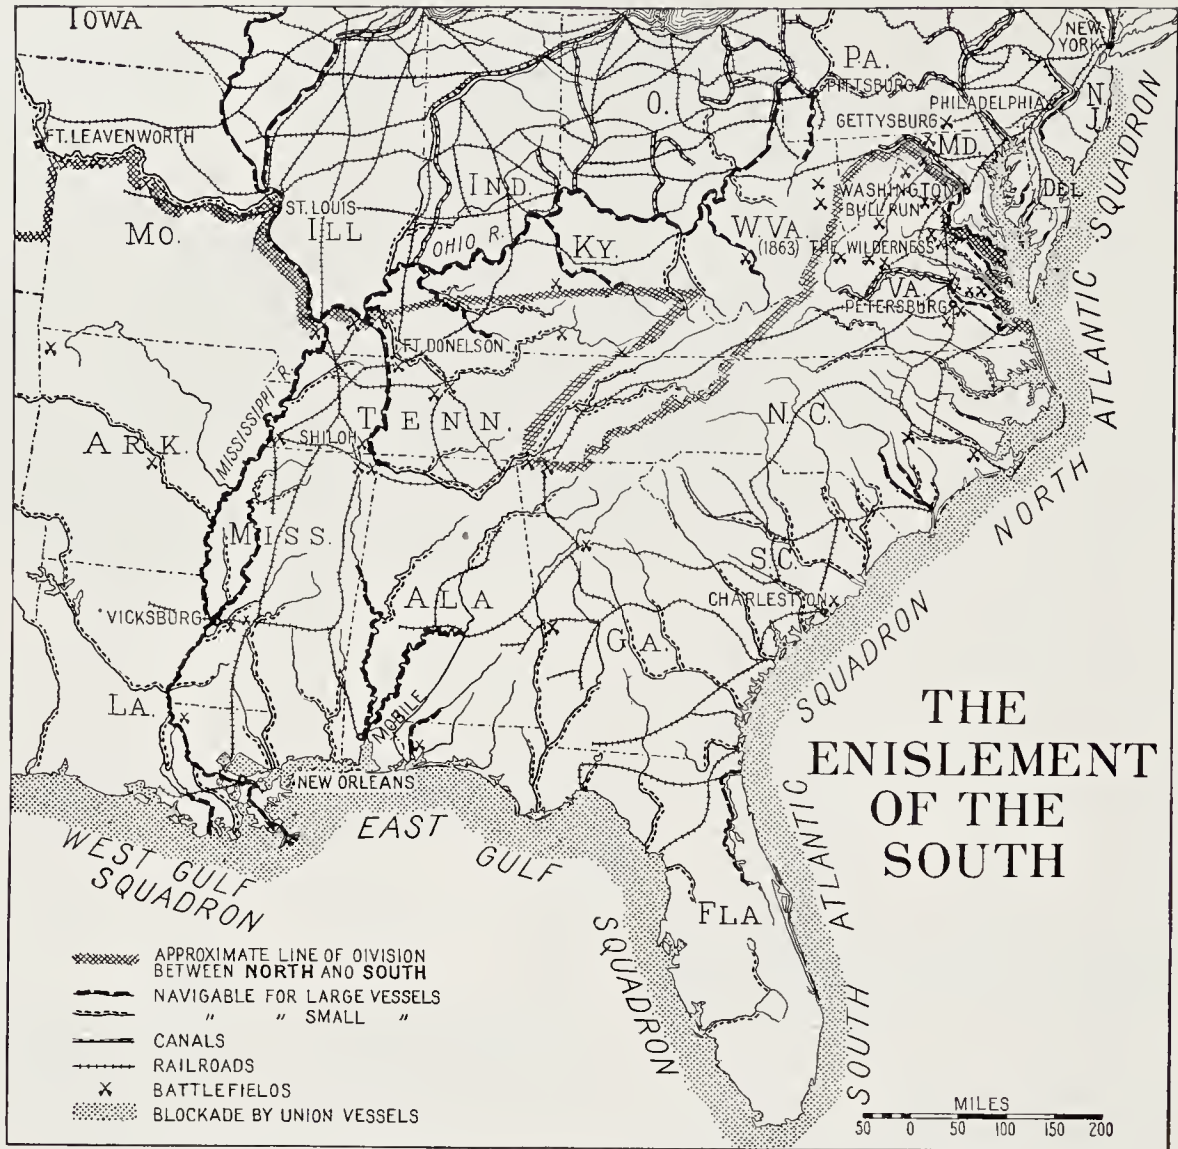 IOWA
NEW
YORK
PA.
PITTSBURG
O.
PHILADELPHIA
N.
J.
GETTYSBURG
MD.
FT. LEAVENWORTH
IND.
WASHINGTON
DEL
ST. LOUIS
BULL RUN
MO.
ILL
W. VA.
(1863)
THE WILDERNESS
OHIO R.
KY.
VA.
PETERSBURG
FT. DONELSON
MISSISSIPPI R.
TENN.
N.C.
ARK.
SHILOH
MISS.
S.C.
ALA
CHARLESTON
VICKSBURG
GA.
LA.
MOBILE
NEW ORLEANS
FLA
NORTH ATLANTIC SQUADRON
SOUTH ATLANTIC SQUADRON
EAST GULF SQUADRON
WEST GULF
SQUADRON
THE
ENISLEMENT
OF THE
SOUTH
APPROXIMATE LINE OF DIVISION
BETWEEN NORTH AND SOUTH
NAVIGABLE FOR LARGE VESSELS
" " SMALL "
CANALS
RAILROADS
BATTLEFIELDS
BLOCKADE BY UNION VESSELS
MILES
50 0 50 100 150 200